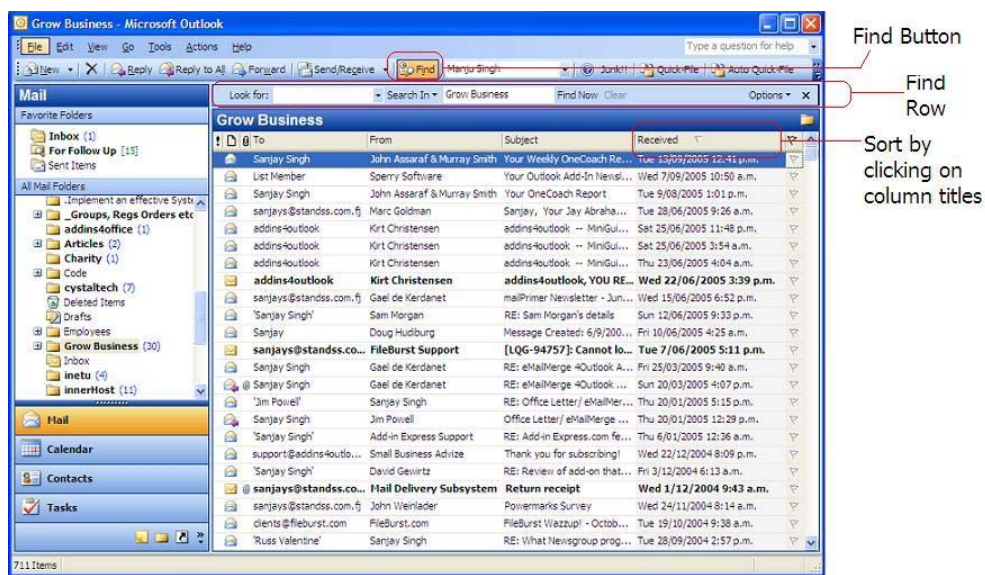 Grow Business - Microsoft Outlook
File Edit View Go Tools Actions Help Type a question for help
New Reply Reply to All Forward Send/Receive Find Manju Singh Junk!! Quick-File Auto Quick-File
Find Button
Mail
Look for: Search In Grow Business Find Now Clear Options
Find
Row
Favorite Folders
Inbox (1)
For Follow Up [15]
Sent Items
All Mail Folders
.Implement an effective Syste
_Groups, Regs Orders etc
addins4office (1)
Articles (2)
Charity (1)
Code
cystaltech (7)
Deleted Items
Drafts
Employees
Grow Business (30)
Inbox
inetu (4)
innerHost (11)
Mail
Calendar
Contacts
Tasks
Grow Business
! To From Subject Received
Sanjay Singh John Assaraf & Murray Smith Your Weekly OneCoach Re... Tue 13/09/2005 12:41 p.m.
List Member Sperry Software Your Outlook Add-In Newsl... Wed 7/09/2005 10:50 a.m.
Sanjay Singh John Assaraf & Murray Smith Your OneCoach Report Tue 9/08/2005 1:01 p.m.
sanjays@standss.com.fj Marc Goldman Sanjay, Your Jay Abraha... Tue 28/06/2005 9:26 a.m.
addins4outlook Kirt Christensen addins4outlook -- MiniGui... Sat 25/06/2005 11:48 p.m.
addins4outlook Kirt Christensen addins4outlook -- MiniGui... Sat 25/06/2005 3:54 a.m.
addins4outlook Kirt Christensen addins4outlook -- MiniGui... Thu 23/06/2005 4:04 a.m.
addins4outlook Kirt Christensen addins4outlook, YOU RE... Wed 22/06/2005 3:39 p.m.
sanjays@standss.com.fj Gael de Kerdanet mailPrimer Newsletter - Jun... Wed 15/06/2005 6:52 p.m.
'Sanjay Singh' Sam Morgan RE: Sam Morgan's details Sun 12/06/2005 9:33 p.m.
Sanjay Doug Hudiburg Message Created: 6/9/200... Fri 10/06/2005 4:25 a.m.
sanjays@standss.co... FileBurst Support [LQG-94757]: Cannot lo... Tue 7/06/2005 5:11 p.m.
Sanjay Singh Gael de Kerdanet RE: eMailMerge 4Outlook A... Fri 25/03/2005 9:40 a.m.
Sanjay Singh Gael de Kerdanet RE: eMailMerge 4Outlook ... Sun 20/03/2005 4:07 p.m.
'Jim Powell' Sanjay Singh RE: Office Letter/ eMailMer... Thu 20/01/2005 5:15 p.m.
Sanjay Singh Jim Powell Office Letter/ eMailMerge ... Thu 20/01/2005 12:29 p.m.
'Sanjay Singh' Add-in Express Support RE: Add-in Express.com fe... Thu 6/01/2005 12:36 a.m.
support@addins4outlo... Small Business Advize Thank you for subscribing! Wed 22/12/2004 8:09 p.m.
'Sanjay Singh' David Gewirtz RE: Review of add-on that... Fri 3/12/2004 6:13 a.m.
sanjays@standss.co... Mail Delivery Subsystem Return receipt Wed 1/12/2004 9:43 a.m.
sanjays@standss.com.fj John Weinlader Powermarks Survey Wed 24/11/2004 8:14 a.m.
clients@fileburst.com FileBurst.com FileBurst Wazzup! - Octob... Tue 19/10/2004 9:38 a.m.
'Russ Valentine' Sanjay Singh RE: What Newsgroup prog... Tue 28/09/2004 2:57 p.m.
Sort by
clicking on
column titles
711 Items